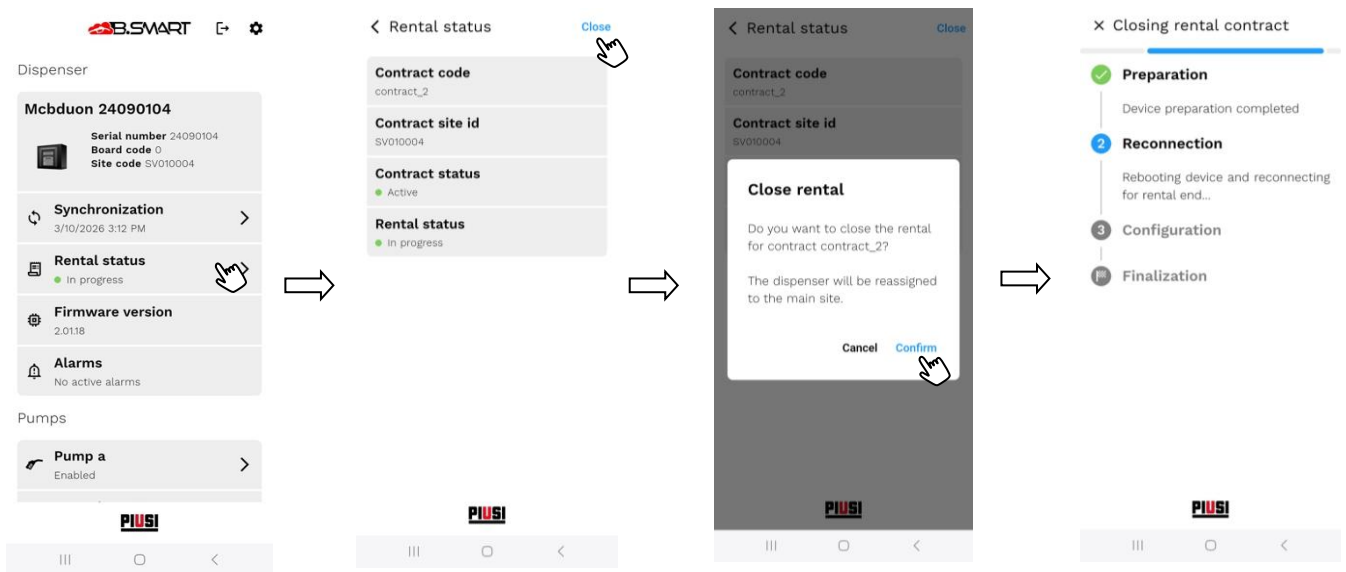 B.SMART
Dispenser
Mcbduon 24090104
Serial number 24090104
Board code 0
Site code SV010004
Synchronization
3/10/2026 3:12 PM
Rental status
In progress
Firmware version
2.01.18
Alarms
No active alarms
Pumps
Pump a
Enabled
PIUSI
Rental status
Close
Contract code
contract_2
Contract site id
SV010004
Contract status
Active
Rental status
In progress
PIUSI
Rental status
Close
Contract code
contract_2
Contract site id
SV010004
Close rental
Do you want to close the rental
for contract contract_2?
The dispenser will be reassigned
to the main site.
Cancel Confirm
PIUSI
Closing rental contract
Preparation
Device preparation completed
2 Reconnection
Rebooting device and reconnecting
for rental end...
3 Configuration
Finalization
PIUSI